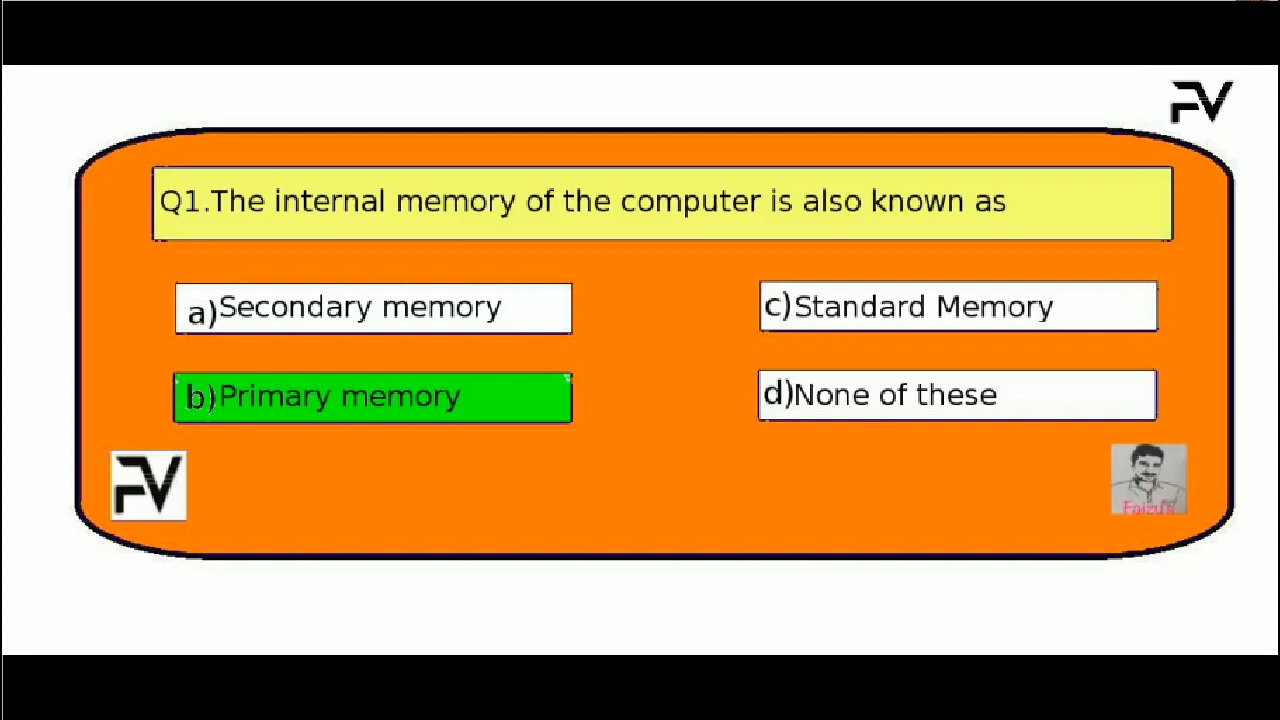 FV
Q1.The internal memory of the computer is also known as
a)Secondary memory
b)Primary memory
c)Standard Memory
d)None of these
FV
Faizu's